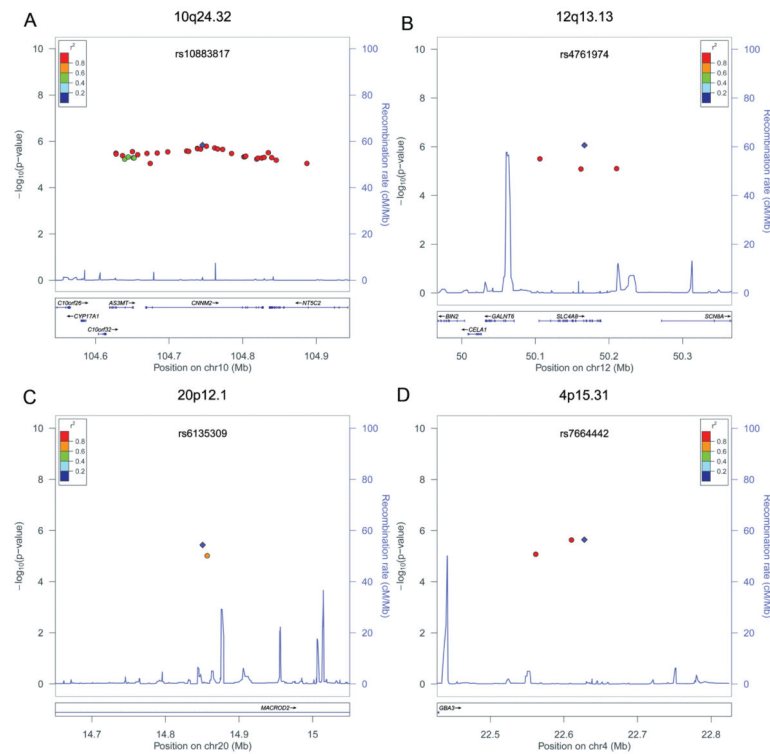 A
10q24.32
rs10883817
r²
0.8
0.6
0.4
0.2
10
8
6
4
2
0
−log10(p−value)
100
80
60
40
20
0
Recombination rate (cM/Mb)
C10orf26→
AS3MT→
CNNM2→
←NT5C2
←CYP17A1
C10orf32→
104.6
104.7
104.8
104.9
Position on chr10 (Mb)
B
12q13.13
rs4761974
r²
0.8
0.6
0.4
0.2
10
8
6
4
2
0
−log10(p−value)
100
80
60
40
20
0
Recombination rate (cM/Mb)
←BIN2
←GALNT6
SLC4A8→
SCN8A→
←CELA1
50
50.1
50.2
50.3
Position on chr12 (Mb)
C
20p12.1
rs6135309
r²
0.8
0.6
0.4
0.2
10
8
6
4
2
0
−log10(p−value)
100
80
60
40
20
0
Recombination rate (cM/Mb)
MACROD2→
14.7
14.8
14.9
15
Position on chr20 (Mb)
D
4p15.31
rs7664442
r²
0.8
0.6
0.4
0.2
10
8
6
4
2
0
−log10(p−value)
100
80
60
40
20
0
Recombination rate (cM/Mb)
GBA3→
22.5
22.6
22.7
22.8
Position on chr4 (Mb)